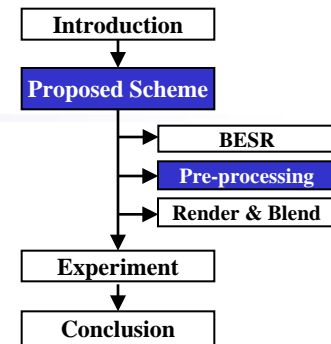 Introduction
Proposed Scheme
BESR
Pre-processing
Render & Blend
Experiment
Conclusion